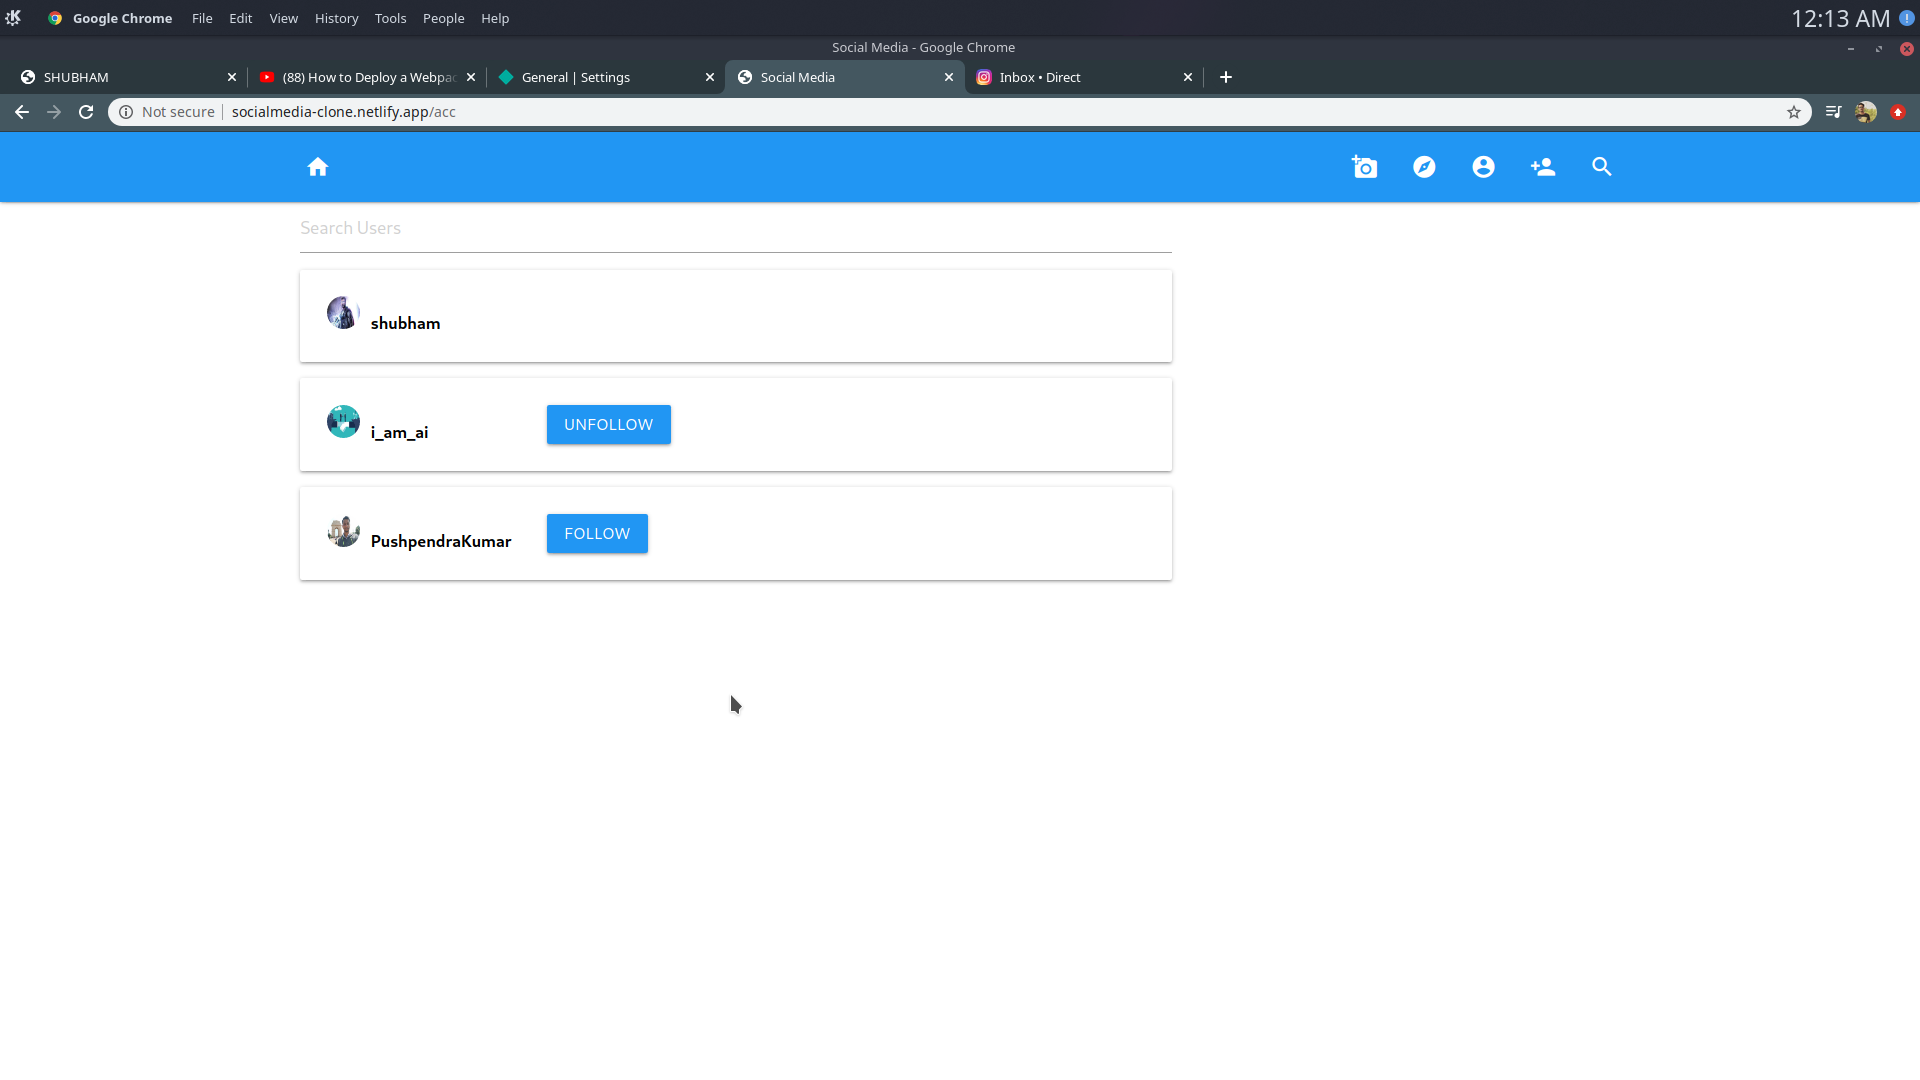 Google Chrome File Edit View History Tools People Help 12:13 AM
Social Media - Google Chrome
SHUBHAM (88) How to Deploy a Webpac General | Settings Social Media Inbox • Direct
Not secure socialmedia-clone.netlify.app/acc
Search Users
shubham
i_am_ai UNFOLLOW
PushpendraKumar FOLLOW